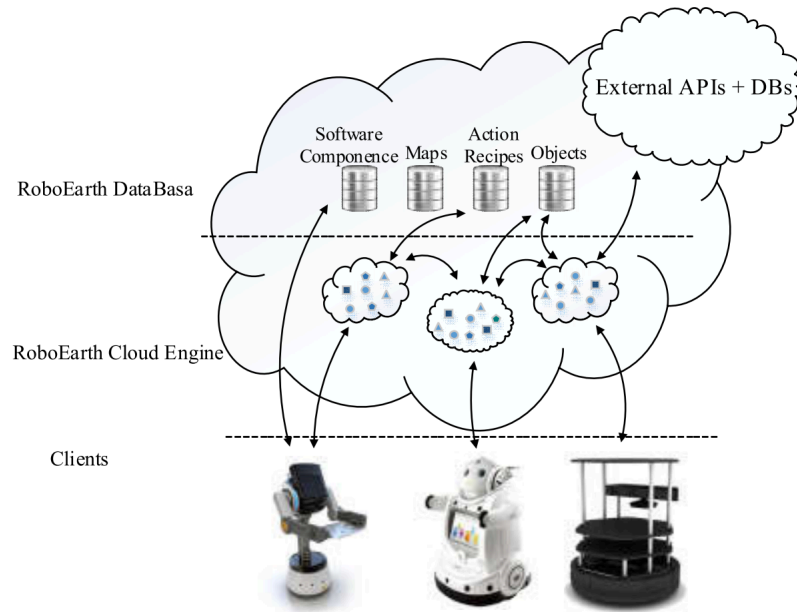 External APIs + DBs
Software
Componence
Maps
Action
Recipes
Objects
RoboEarth DataBasa
RoboEarth Cloud Engine
Clients